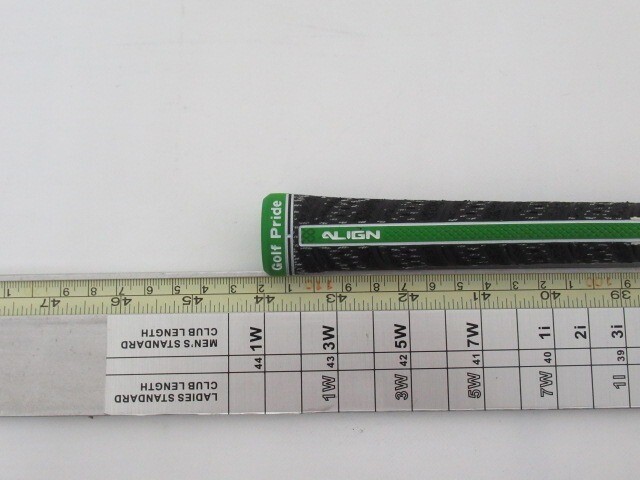 Golf Pride
ALIGN
47 46 45 44 43 42 41 40 39
MEN'S STANDARD
CLUB LENGTH
44 1W 43 3W 42 5W 41 7W 40 1i 2i 39 3i
LADIES STANDARD
CLUB LENGTH
1W 3W 5W 7W 1i